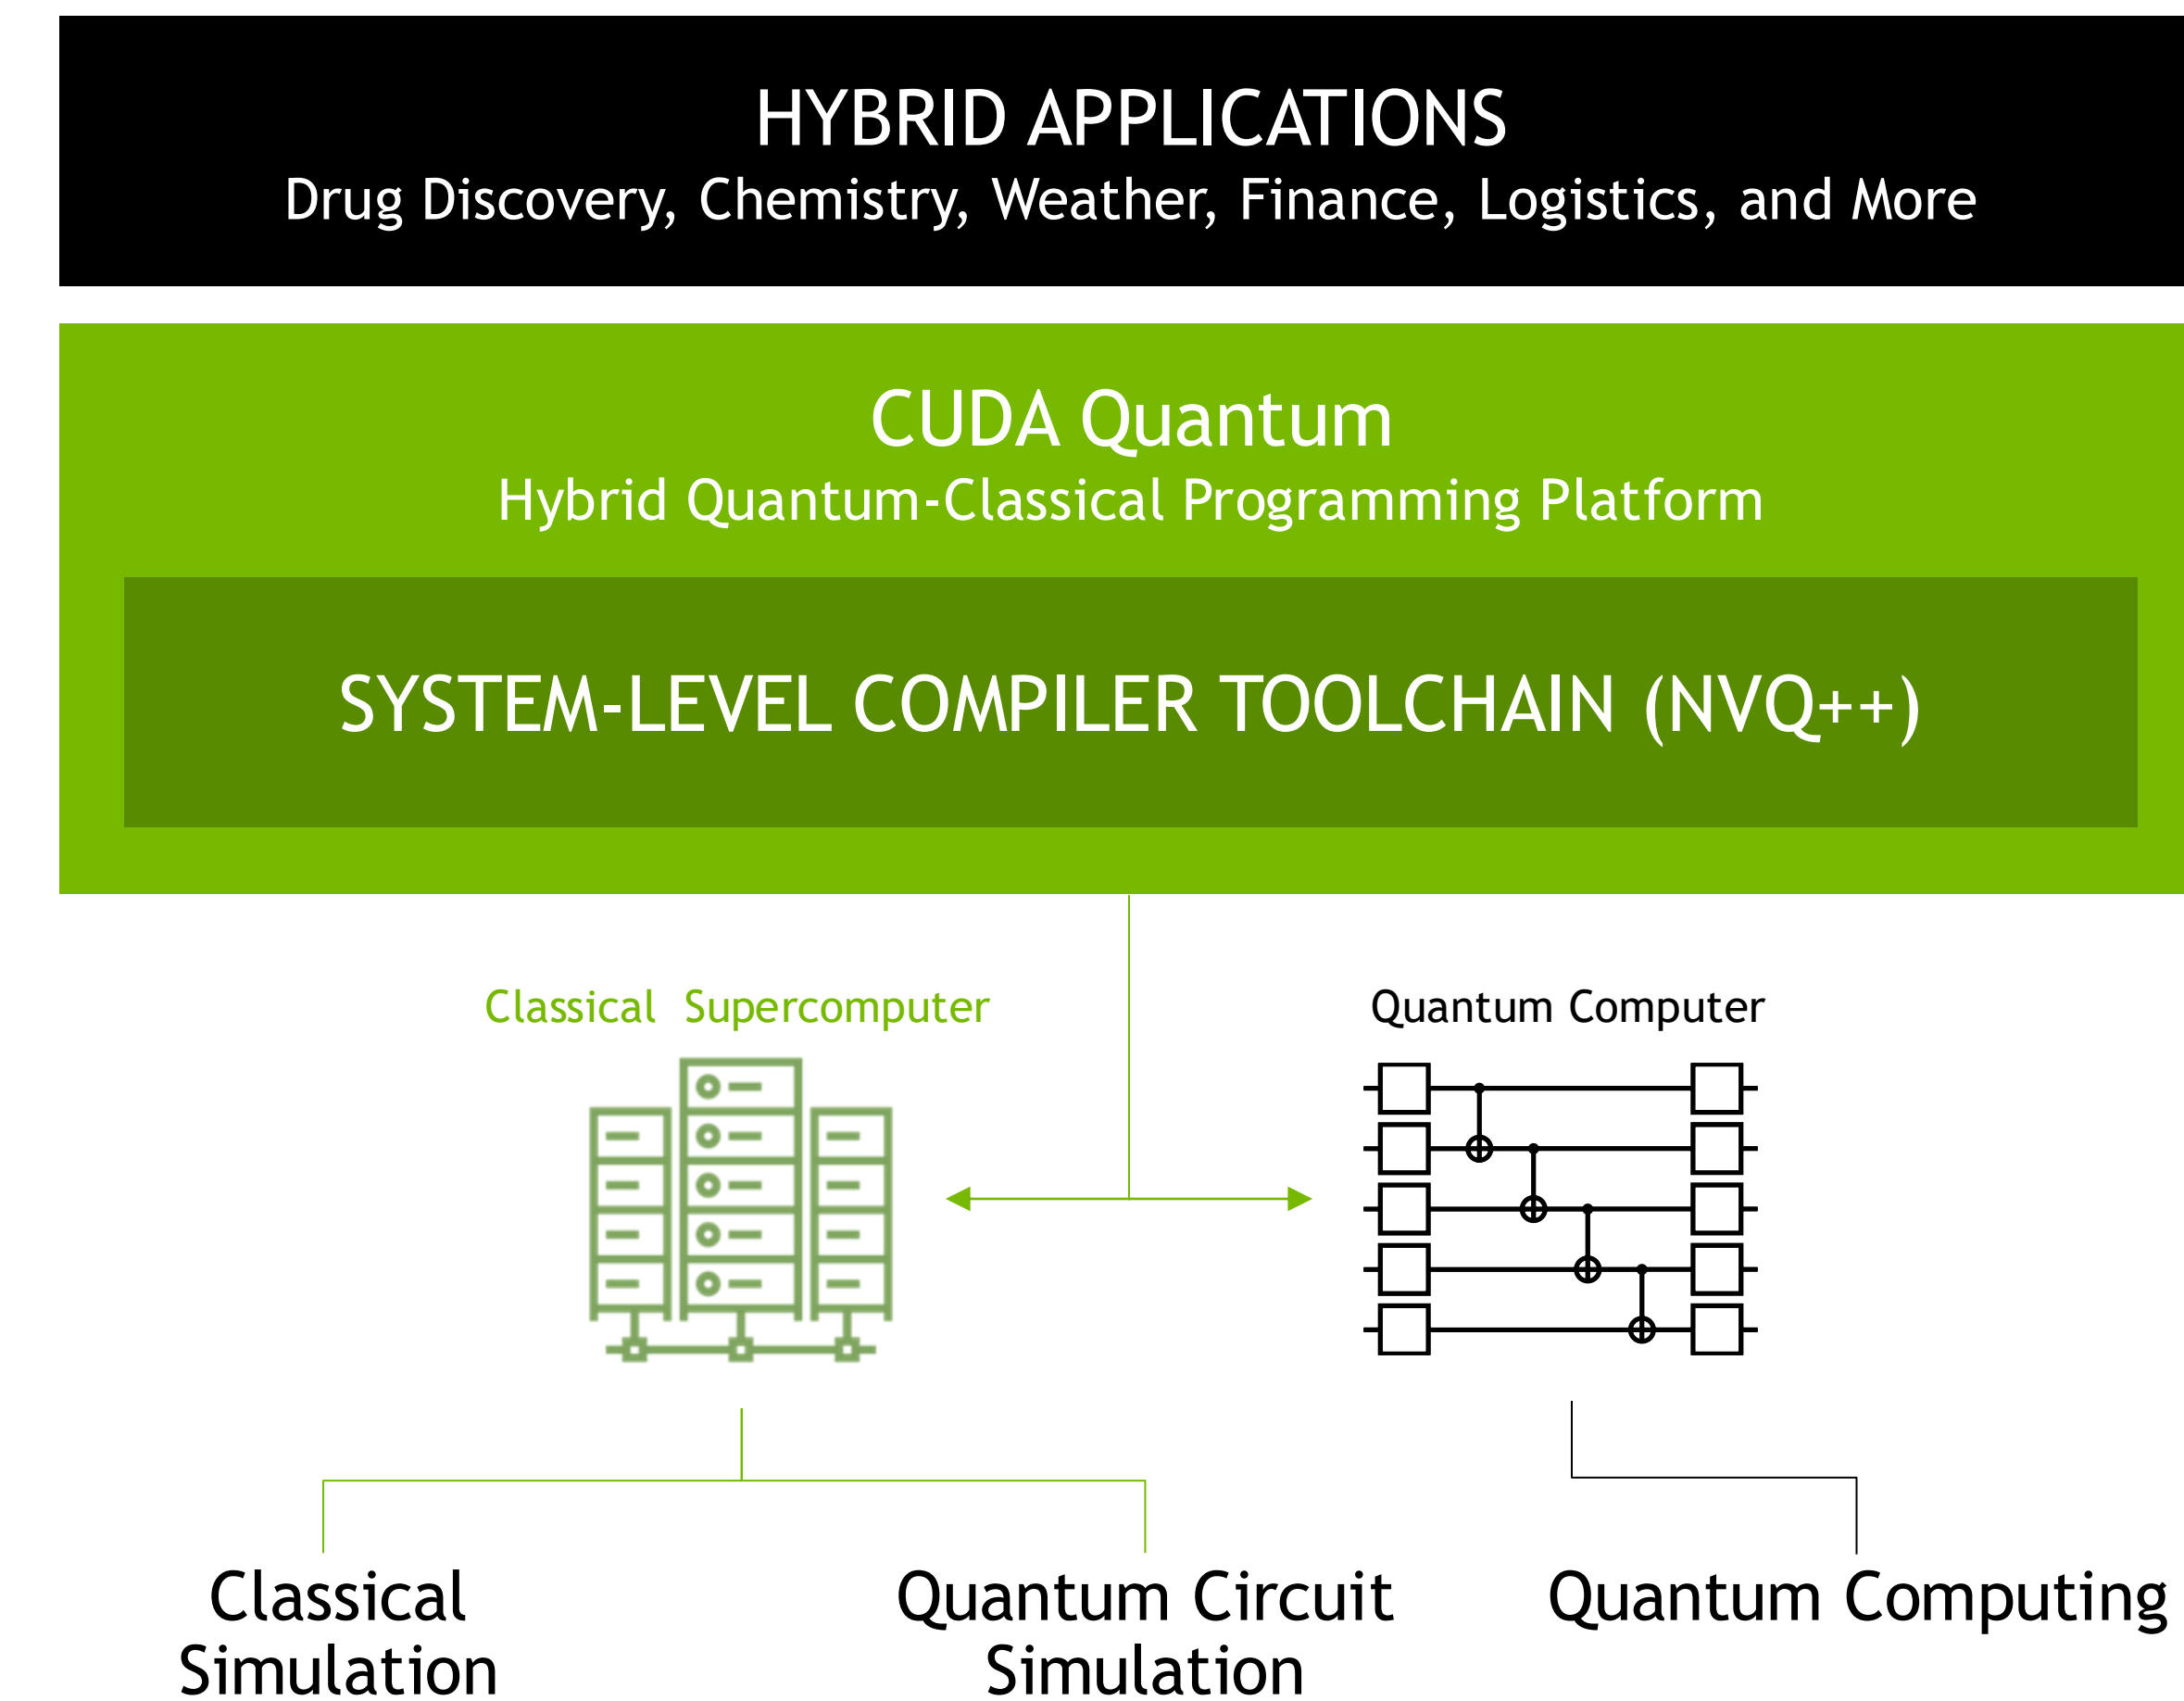 HYBRID APPLICATIONS
Drug Discovery, Chemistry, Weather, Finance, Logistics, and More
CUDA Quantum
Hybrid Quantum-Classical Programming Platform
SYSTEM-LEVEL COMPILER TOOLCHAIN (NVQ++)
Classical Supercomputer
Quantum Computer
Classical
Simulation
Quantum Circuit
Simulation
Quantum Computing